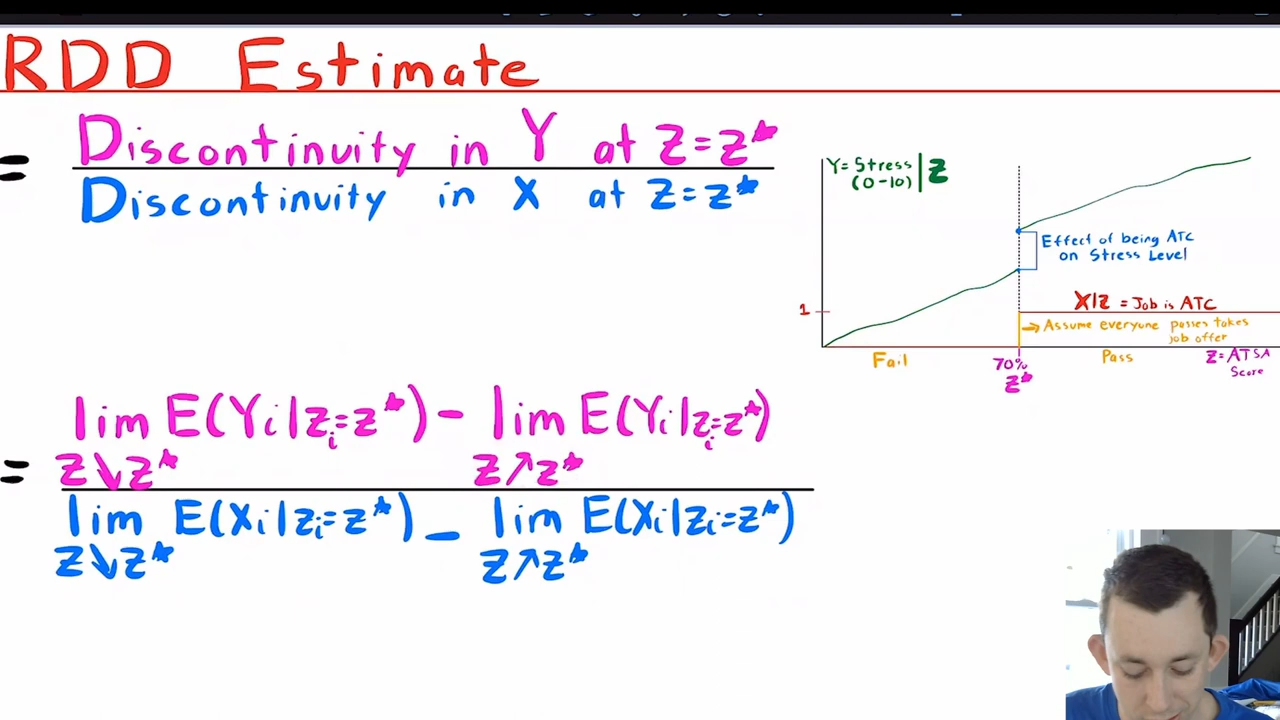 RDD Estimate
= Discontinuity in Y at Z=Z*
Discontinuity in X at Z=Z*
Y=Stress | Z
(0-10)
Effect of being ATC
on Stress Level
1
X|Z = Job is ATC
→ Assume everyone passes takes
job offer
Fail
70%
Z*
Pass
Z=ATSA
Score
= lim E(Yi|zi=z*) - lim E(Yi|zi=z*)
Z↘Z* Z↗Z*
lim E(Xi|zi=z*) - lim E(Xi|zi=z*)
Z↘Z* Z↗Z*